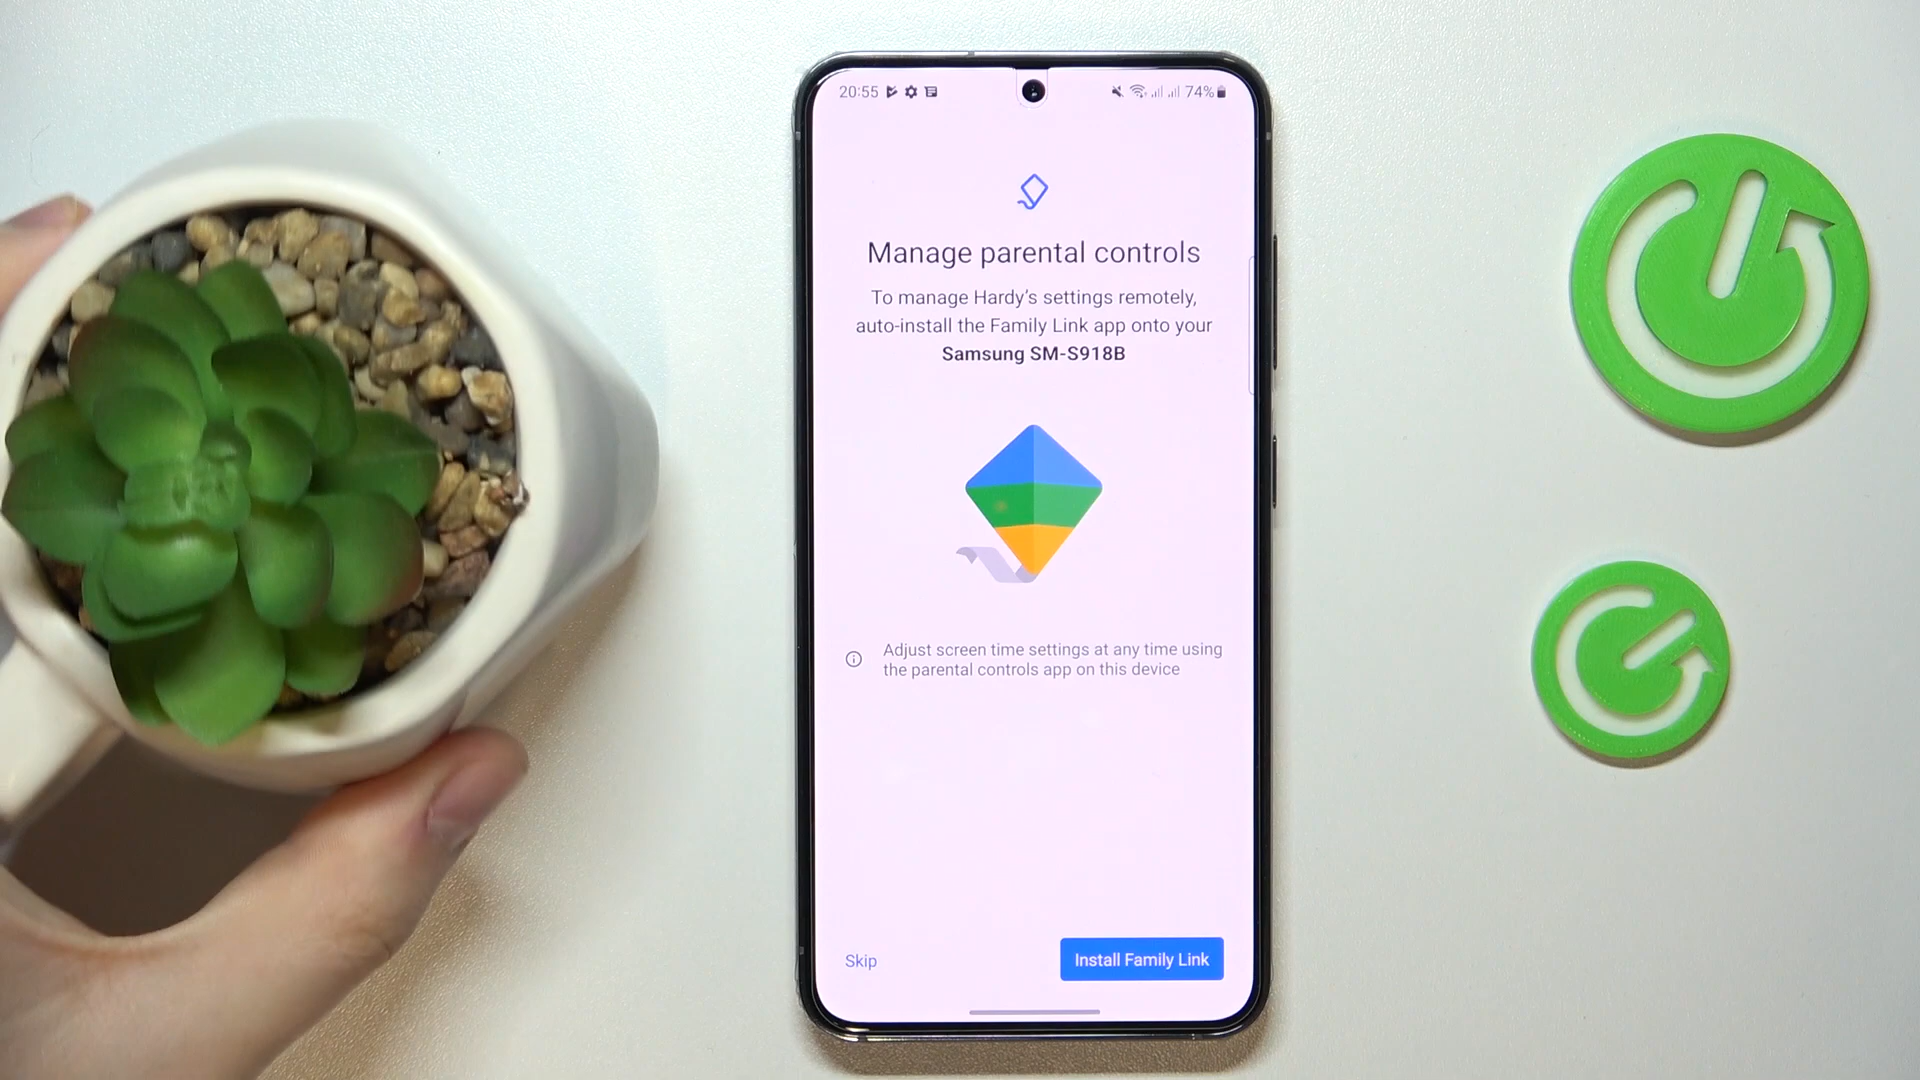 20:55
74%
Manage parental controls
To manage Hardy's settings remotely,
auto-install the Family Link app onto your
Samsung SM-S918B
Adjust screen time settings at any time using
the parental controls app on this device
Skip
Install Family Link